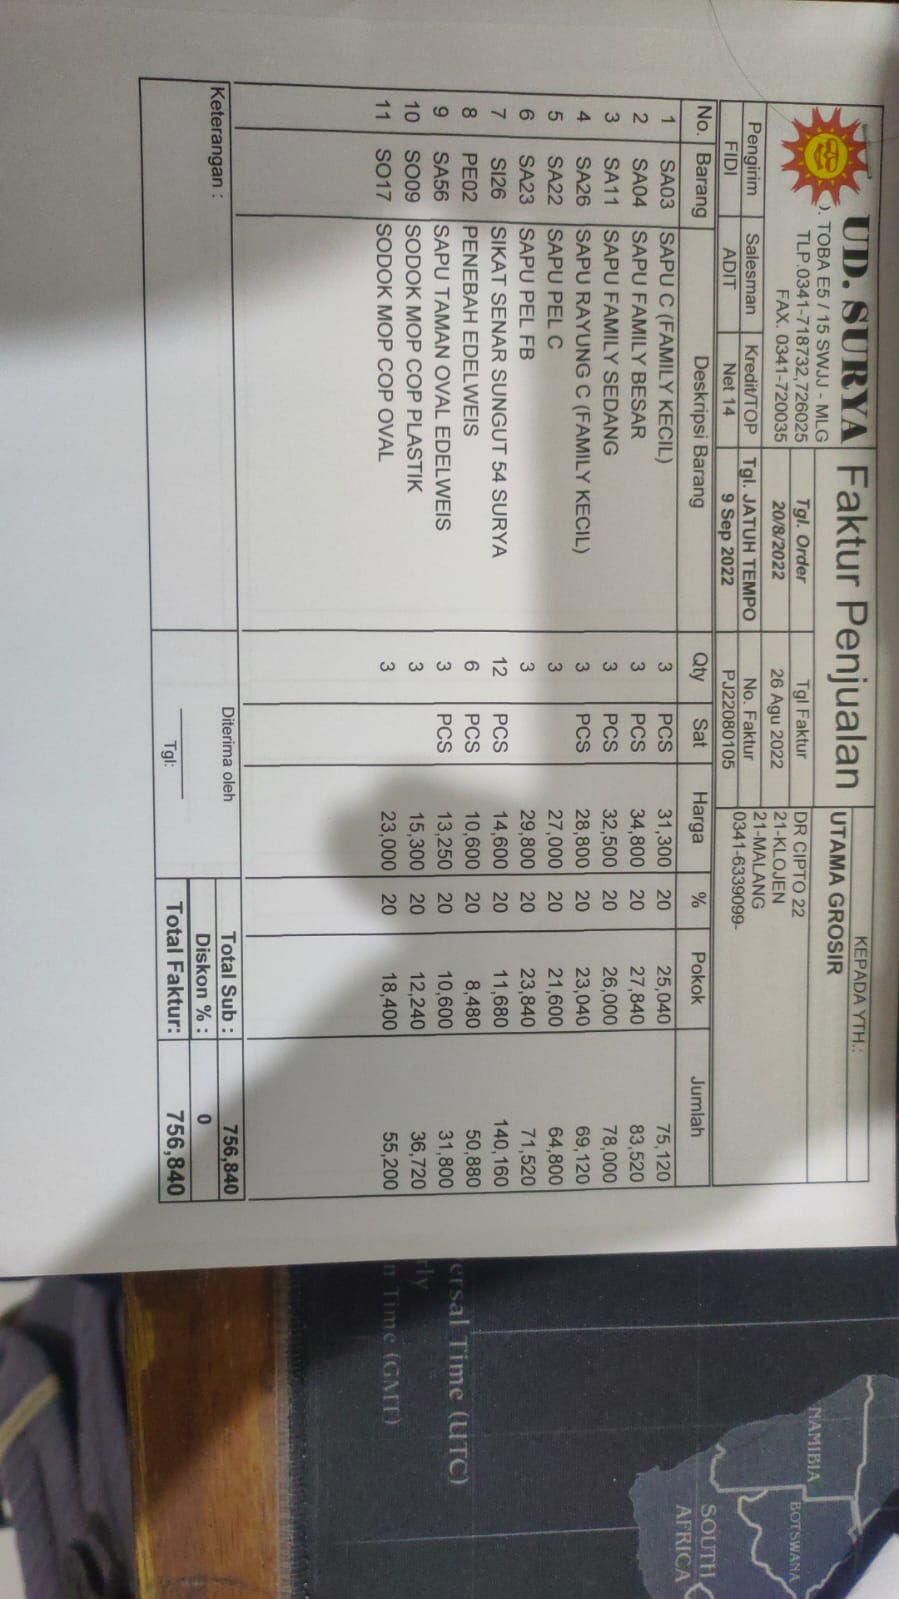 UD. SURYA
). TOBA E5 / 15 SWJJ - MLG
TLP.0341-718732,726025
FAX. 0341-720035
Faktur Penjualan
Tgl. Order Tgl Faktur
20/8/2022 26 Agu 2022
KEPADA YTH.:
UTAMA GROSIR
DR CIPTO 22
21-KLOJEN
21-MALANG
0341-6339099-
Pengirim Salesman Kredit/TOP Tgl. JATUH TEMPO No. Faktur
FIDI ADIT Net 14 9 Sep 2022 PJ22080105
No. Barang Deskripsi Barang Qty Sat Harga % Pokok Jumlah
1 SA03 SAPU C (FAMILY KECIL) 3 PCS 31,300 20 25,040 75,120
2 SA04 SAPU FAMILY BESAR 3 PCS 34,800 20 27,840 83,520
3 SA11 SAPU FAMILY SEDANG 3 PCS 32,500 20 26,000 78,000
4 SA26 SAPU RAYUNG C (FAMILY KECIL) 3 PCS 28,800 20 23,040 69,120
5 SA22 SAPU PEL C 3 27,000 20 21,600 64,800
6 SA23 SAPU PEL FB 3 29,800 20 23,840 71,520
7 SI26 SIKAT SENAR SUNGUT 54 SURYA 12 PCS 14,600 20 11,680 140,160
8 PE02 PENEBAH EDELWEIS 6 PCS 10,600 20 8,480 50,880
9 SA56 SAPU TAMAN OVAL EDELWEIS 3 PCS 13,250 20 10,600 31,800
10 SO09 SODOK MOP COP PLASTIK 3 15,300 20 12,240 36,720
11 SO17 SODOK MOP COP OVAL 3 23,000 20 18,400 55,200
Keterangan :
Diterima oleh
Tgl:
Total Sub : 756,840
Diskon % : 0
Total Faktur: 756,840
ersal Time (UTC)
rly
n Time (GMT)
NAMIBIA
BOTSWANA
SOUTH
AFRICA